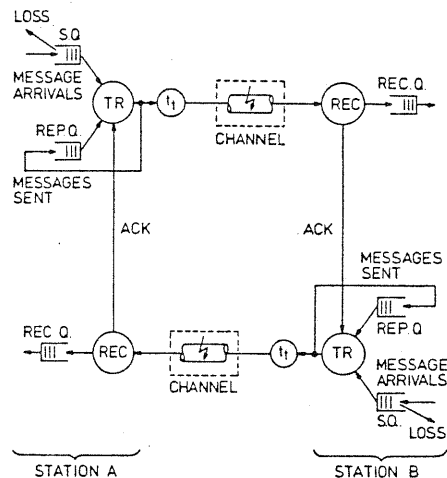 LOSS
S.Q.
MESSAGE
ARRIVALS
TR
t₁
REC
REC.Q.
CHANNEL
REP.Q.
MESSAGES
SENT
ACK
ACK
MESSAGES
SENT
REP.Q.
REC Q.
REC
CHANNEL
t₁
TR
MESSAGE
ARRIVALS
S.Q.
LOSS
STATION A
STATION B